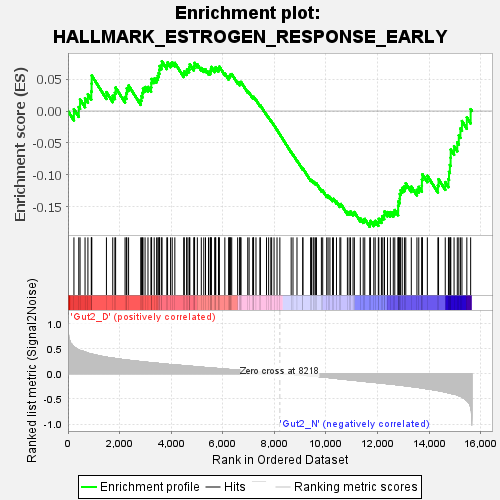 Enrichment plot:
HALLMARK_ESTROGEN_RESPONSE_EARLY
Enrichment score (ES)
0.05
0.00
-0.05
-0.10
-0.15
'Gut2_D' (positively correlated)
Ranked list metric (Signal2Noise)
1.0
0.5
0.0
-0.5
-1.0
Zero cross at 8218
'Gut2_N' (negatively correlated)
0 2,000 4,000 6,000 8,000 10,000 12,000 14,000 16,000
Rank in Ordered Dataset
Enrichment profile Hits Ranking metric scores